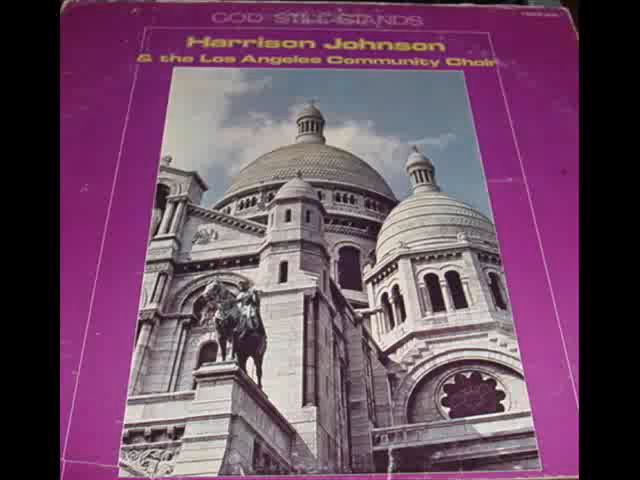 GOD STILL STANDS
Harrison Johnson
& the Los Angeles Community Choir